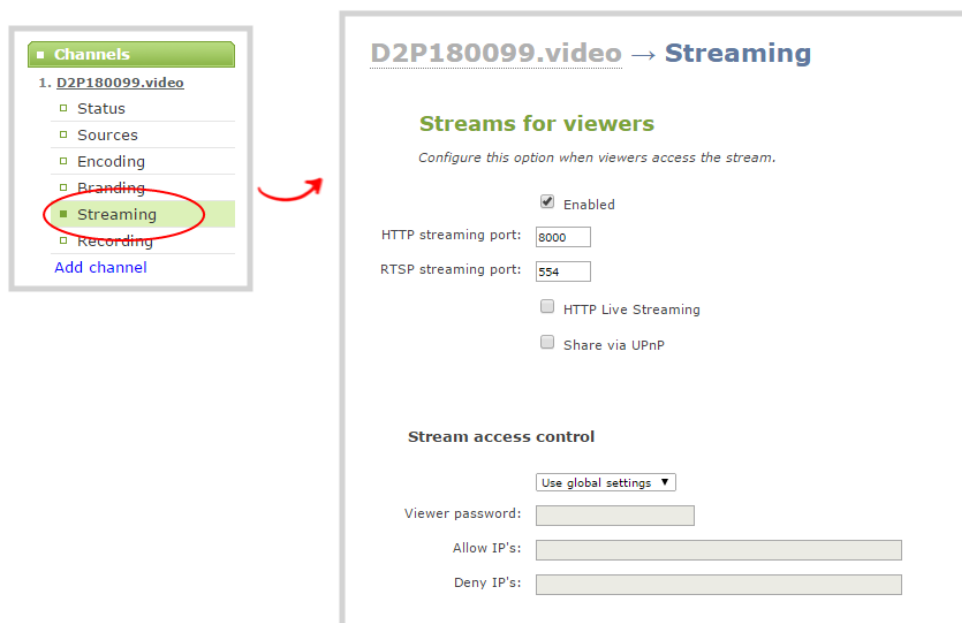 Channels
1. D2P180099.video
Status
Sources
Encoding
Branding
Streaming
Recording
Add channel
D2P180099.video → Streaming
Streams for viewers
Configure this option when viewers access the stream.
Enabled
HTTP streaming port: 8000
RTSP streaming port: 554
HTTP Live Streaming
Share via UPnP
Stream access control
Use global settings ▼
Viewer password:
Allow IP's:
Deny IP's: